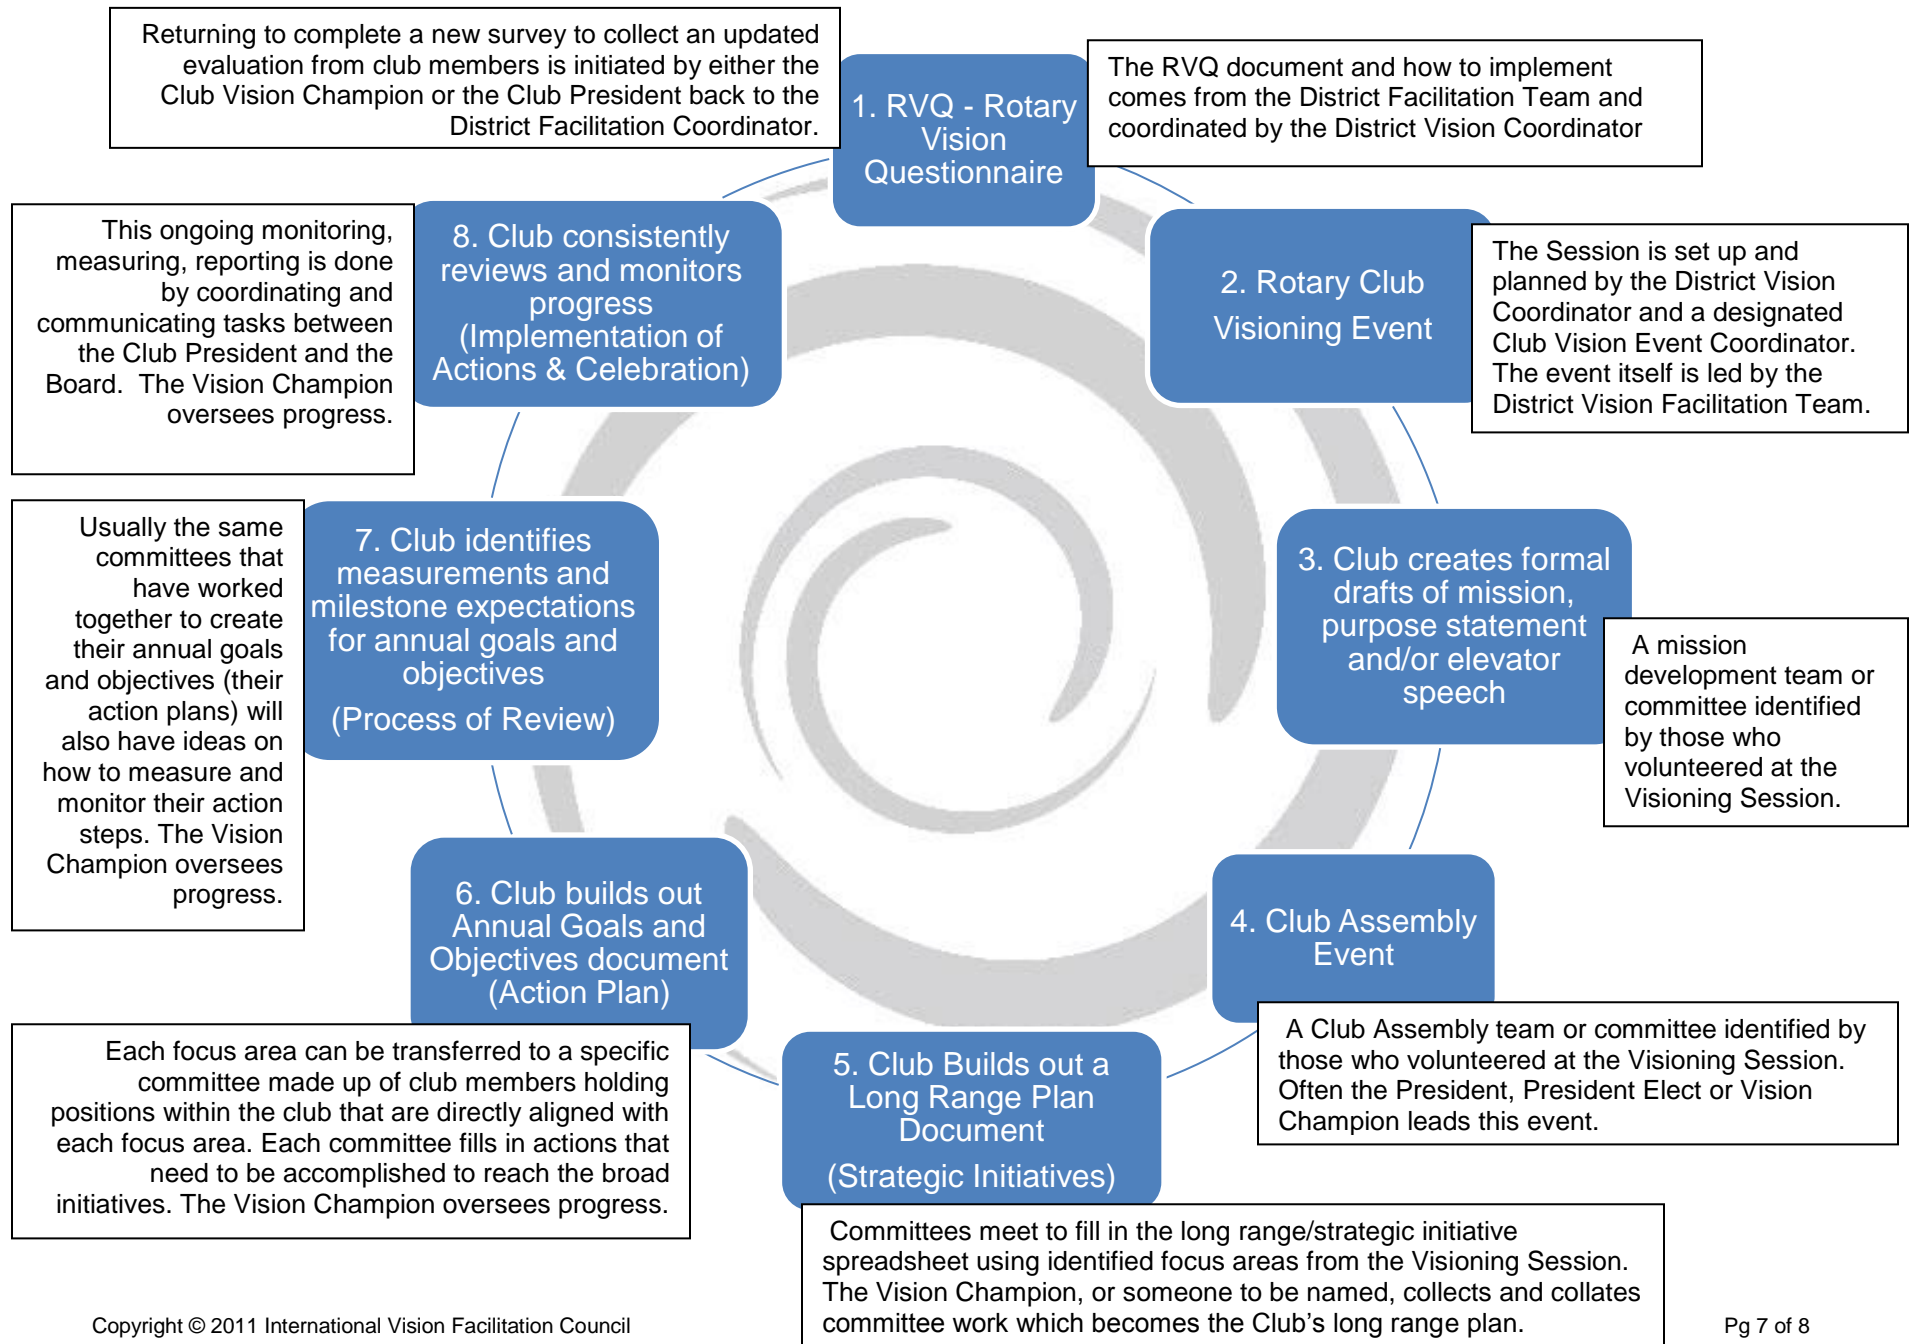 Returning to complete a new survey to collect an updated
evaluation from club members is initiated by either the
Club Vision Champion or the Club President back to the
District Facilitation Coordinator.
1. RVQ - Rotary
Vision
Questionnaire
The RVQ document and how to implement
comes from the District Facilitation Team and
coordinated by the District Vision Coordinator
2. Rotary Club
Visioning Event
The Session is set up and
planned by the District Vision
Coordinator and a designated
Club Vision Event Coordinator.
The event itself is led by the
District Vision Facilitation Team.
3. Club creates formal
drafts of mission,
purpose statement
and/or elevator
speech
A mission
development team or
committee identified
by those who
volunteered at the
Visioning Session.
4. Club Assembly
Event
A Club Assembly team or committee identified by
those who volunteered at the Visioning Session.
Often the President, President Elect or Vision
Champion leads this event.
5. Club Builds out a
Long Range Plan
Document
(Strategic Initiatives)
Committees meet to fill in the long range/strategic initiative
spreadsheet using identified focus areas from the Visioning Session.
The Vision Champion, or someone to be named, collects and collates
committee work which becomes the Club's long range plan.
6. Club builds out
Annual Goals and
Objectives document
(Action Plan)
Each focus area can be transferred to a specific
committee made up of club members holding
positions within the club that are directly aligned with
each focus area. Each committee fills in actions that
need to be accomplished to reach the broad
initiatives. The Vision Champion oversees progress.
7. Club identifies
measurements and
milestone expectations
for annual goals and
objectives
(Process of Review)
Usually the same
committees that
have worked
together to create
their annual goals
and objectives (their
action plans) will
also have ideas on
how to measure and
monitor their action
steps. The Vision
Champion oversees
progress.
8. Club consistently
reviews and monitors
progress
(Implementation of
Actions & Celebration)
This ongoing monitoring,
measuring, reporting is done
by coordinating and
communicating tasks between
the Club President and the
Board. The Vision Champion
oversees progress.
Copyright © 2011 International Vision Facilitation Council
Pg 7 of 8